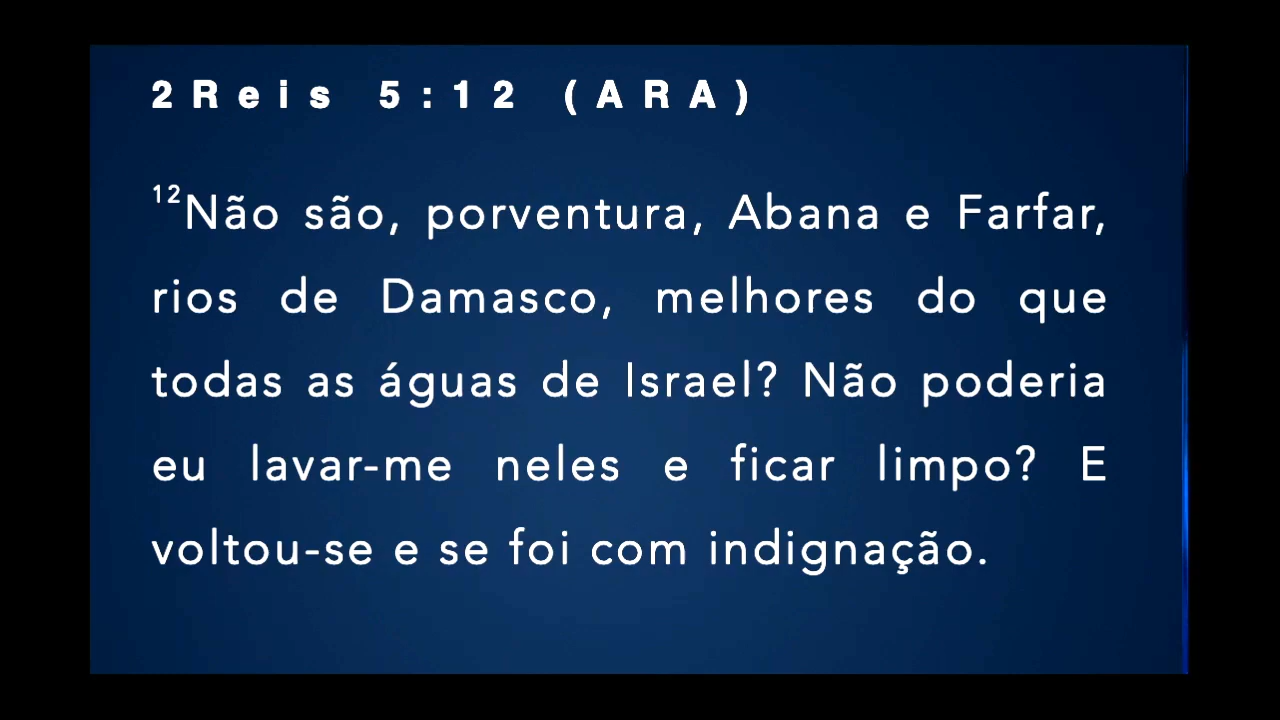 2Reis 5:12 (ARA)
12Não são, porventura, Abana e Farfar,
rios de Damasco, melhores do que
todas as águas de Israel? Não poderia
eu lavar-me neles e ficar limpo? E
voltou-se e se foi com indignação.